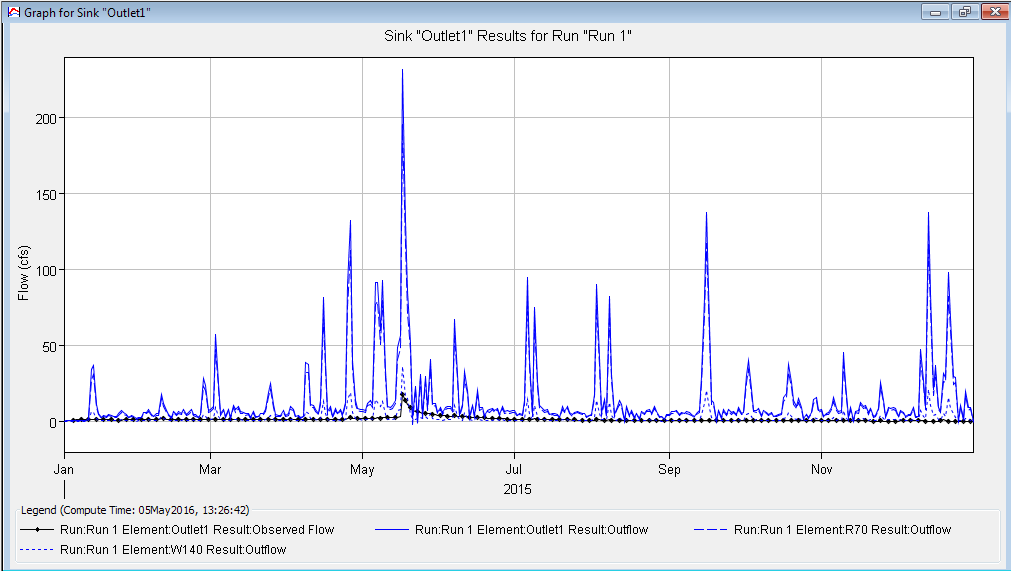 Graph for Sink "Outlet1"
Sink "Outlet1" Results for Run "Run 1"
Flow (cfs)
200
150
100
50
0
Jan Mar May Jul Sep Nov
2015
Legend (Compute Time: 05May2016, 13:26:42)
Run:Run 1 Element:Outlet1 Result:Observed Flow Run:Run 1 Element:Outlet1 Result:Outflow Run:Run 1 Element:R70 Result:Outflow
Run:Run 1 Element:W140 Result:Outflow